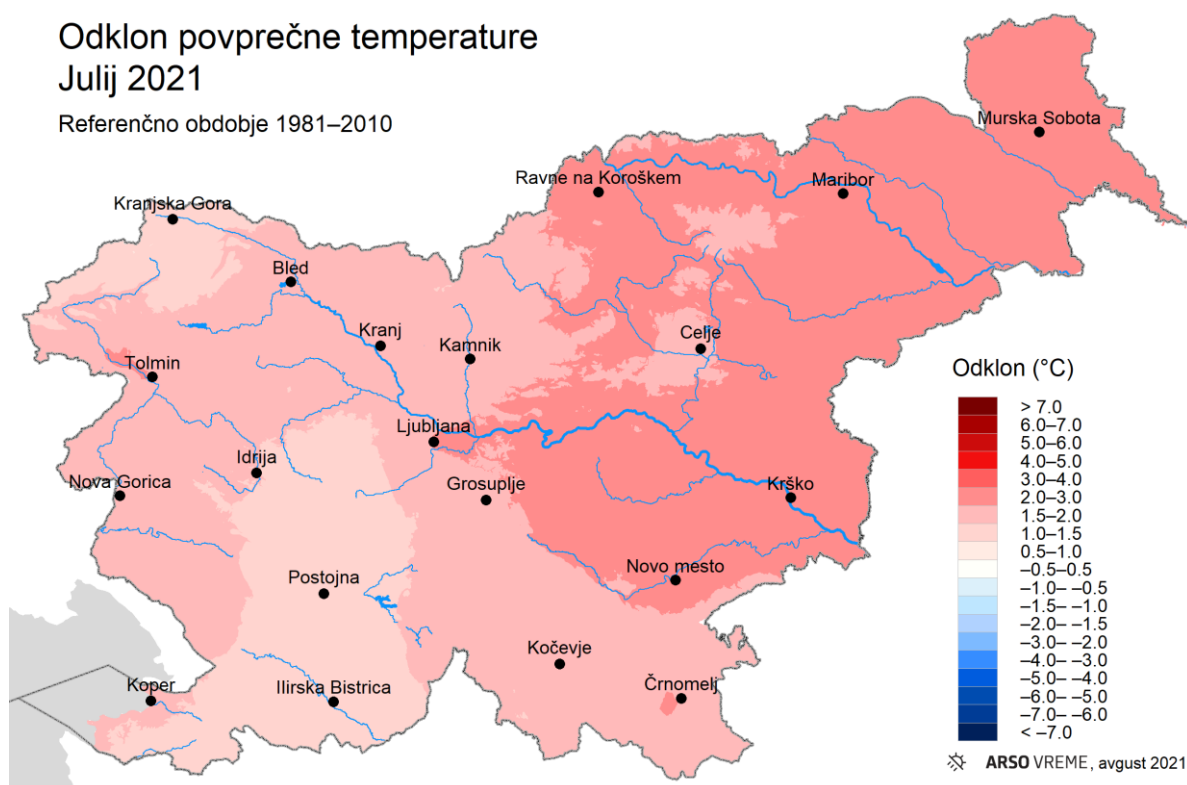 Odklon povprečne temperature
Julij 2021
Referenčno obdobje 1981–2010
Murska Sobota
Ravne na Koroškem
Maribor
Kranjska Gora
Bled
Kranj
Kamnik
Celje
Tolmin
Ljubljana
Idrija
Nova Gorica
Grosuplje
Krško
Postojna
Novo mesto
Kočevje
Koper
Ilirska Bistrica
Črnomelj
Odklon (°C)
> 7.0
6.0–7.0
5.0–6.0
4.0–5.0
3.0–4.0
2.0–3.0
1.5–2.0
1.0–1.5
0.5–1.0
–0.5–0.5
–1.0– –0.5
–1.5– –1.0
–2.0– –1.5
–3.0– –2.0
–4.0– –3.0
–5.0– –4.0
–6.0– –5.0
–7.0– –6.0
< –7.0
ARSO VREME, avgust 2021